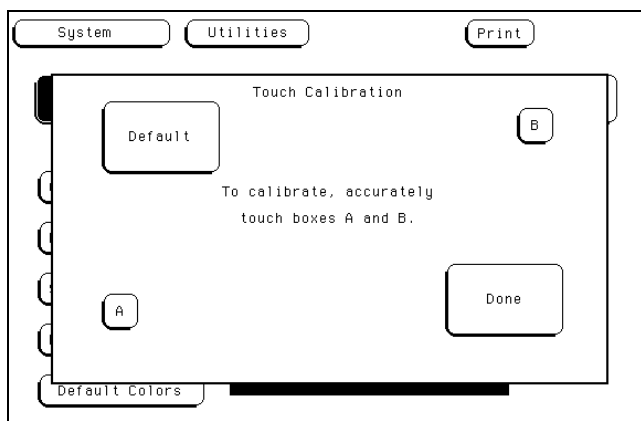 System Utilities Print
Touch Calibration
Default
B
To calibrate, accurately
touch boxes A and B.
A
Done
Default Colors